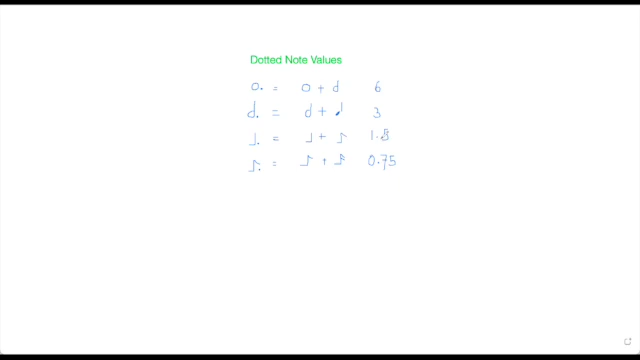 Dotted Note Values
𝅝. = 𝅝 + 𝅗𝅥 6
𝅗𝅥. = 𝅗𝅥 + 𝅘𝅥 3
𝅘𝅥. = 𝅘𝅥 + 𝅘𝅥𝅮 1.5
𝅘𝅥𝅮. = 𝅘𝅥𝅮 + 𝅘𝅥𝅯 0.75